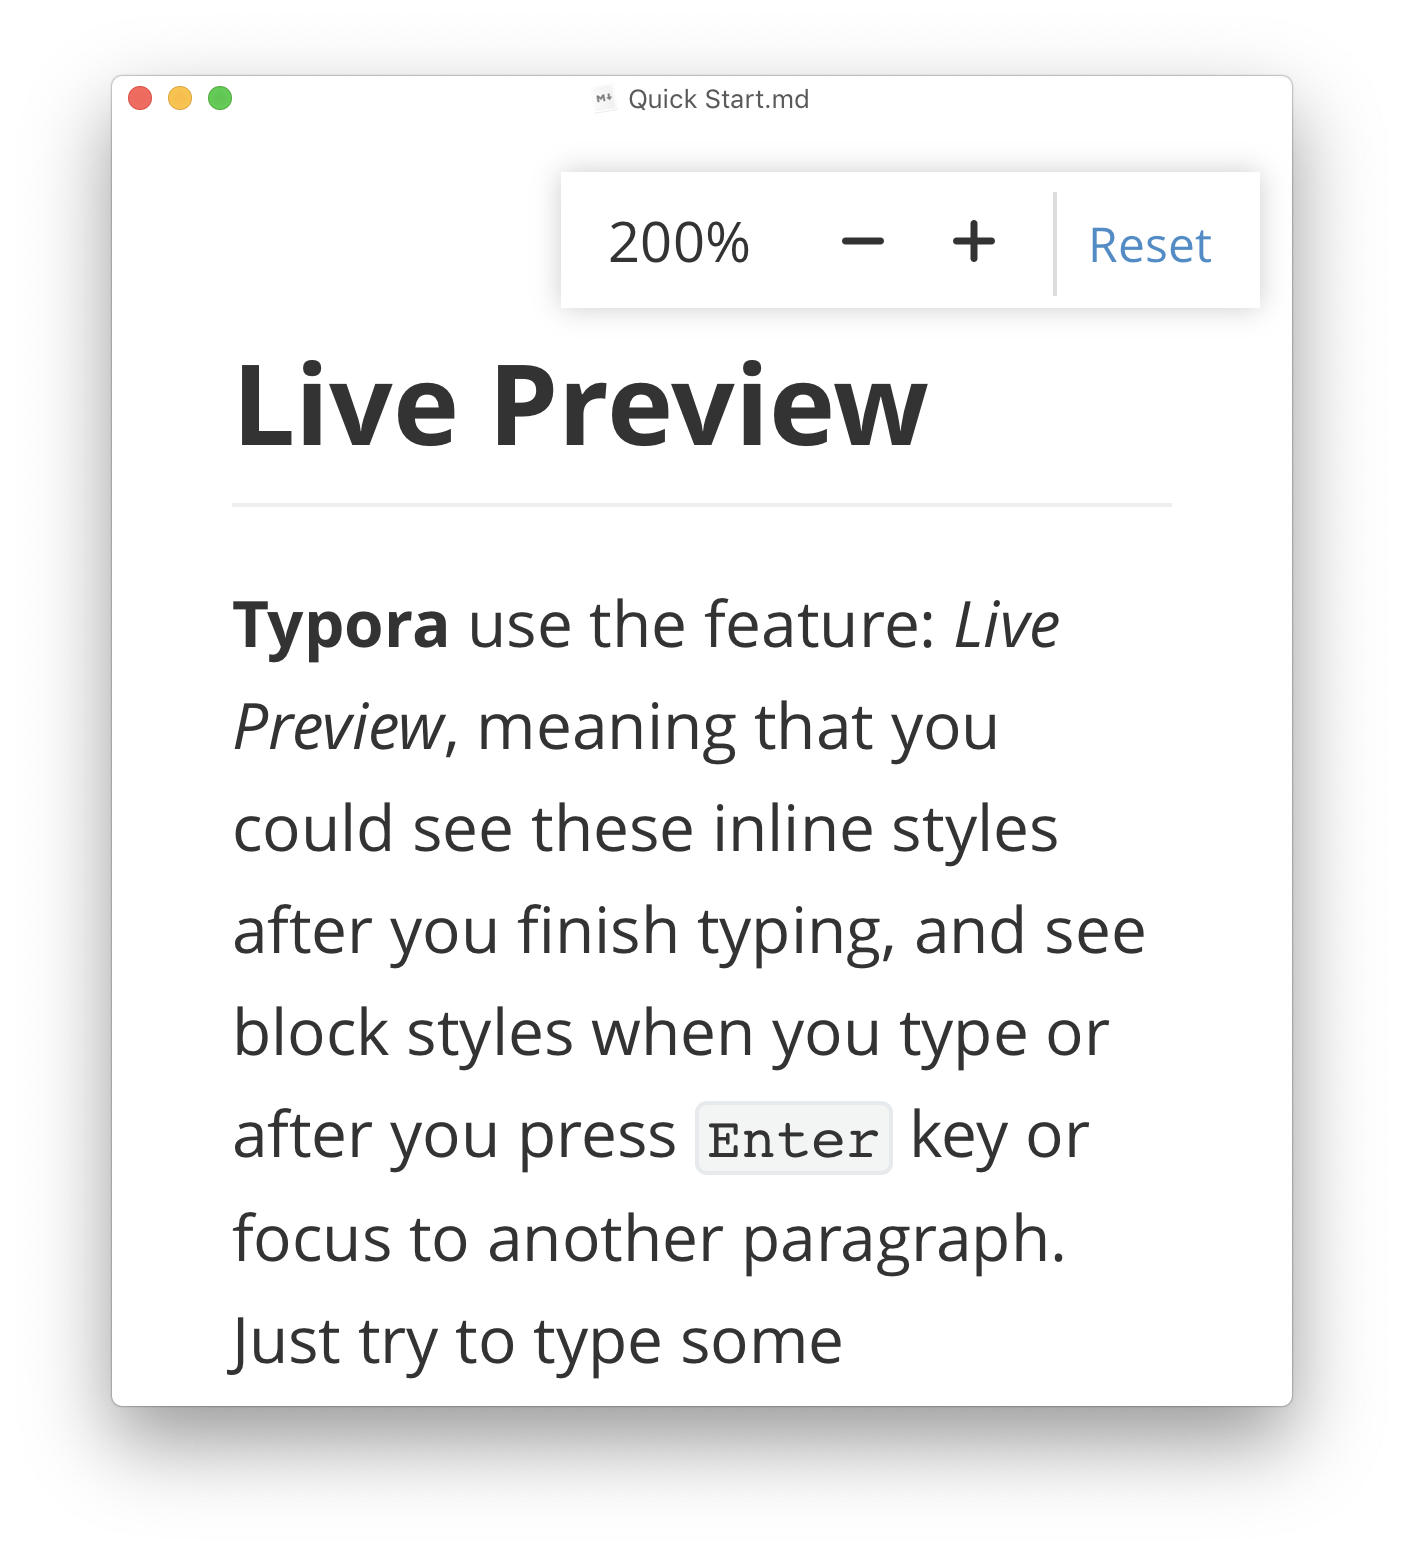 Quick Start.md
200% − + Reset
Live Preview
Typora use the feature: Live
Preview, meaning that you
could see these inline styles
after you finish typing, and see
block styles when you type or
after you press Enter key or
focus to another paragraph.
Just try to type some